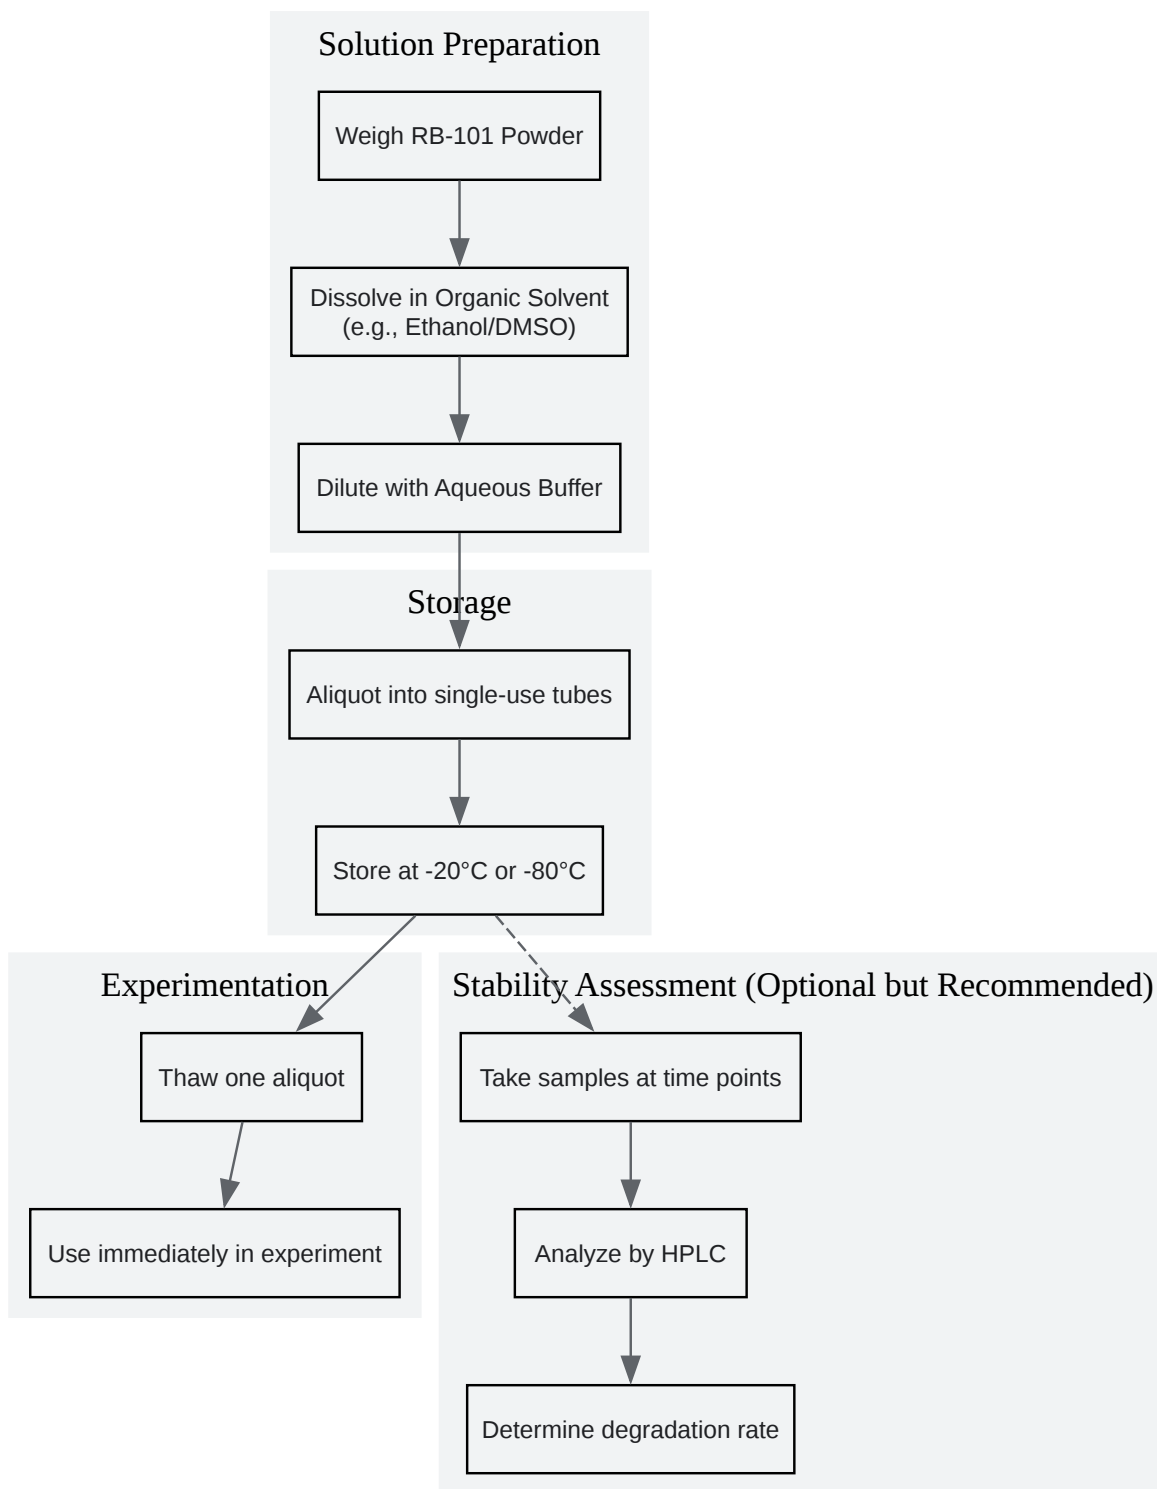 Solution Preparation
Weigh RB-101 Powder
Dissolve in Organic Solvent
(e.g., Ethanol/DMSO)
Dilute with Aqueous Buffer
Storage
Aliquot into single-use tubes
Store at -20°C or -80°C
Experimentation
Thaw one aliquot
Use immediately in experiment
Stability Assessment (Optional but Recommended)
Take samples at time points
Analyze by HPLC
Determine degradation rate